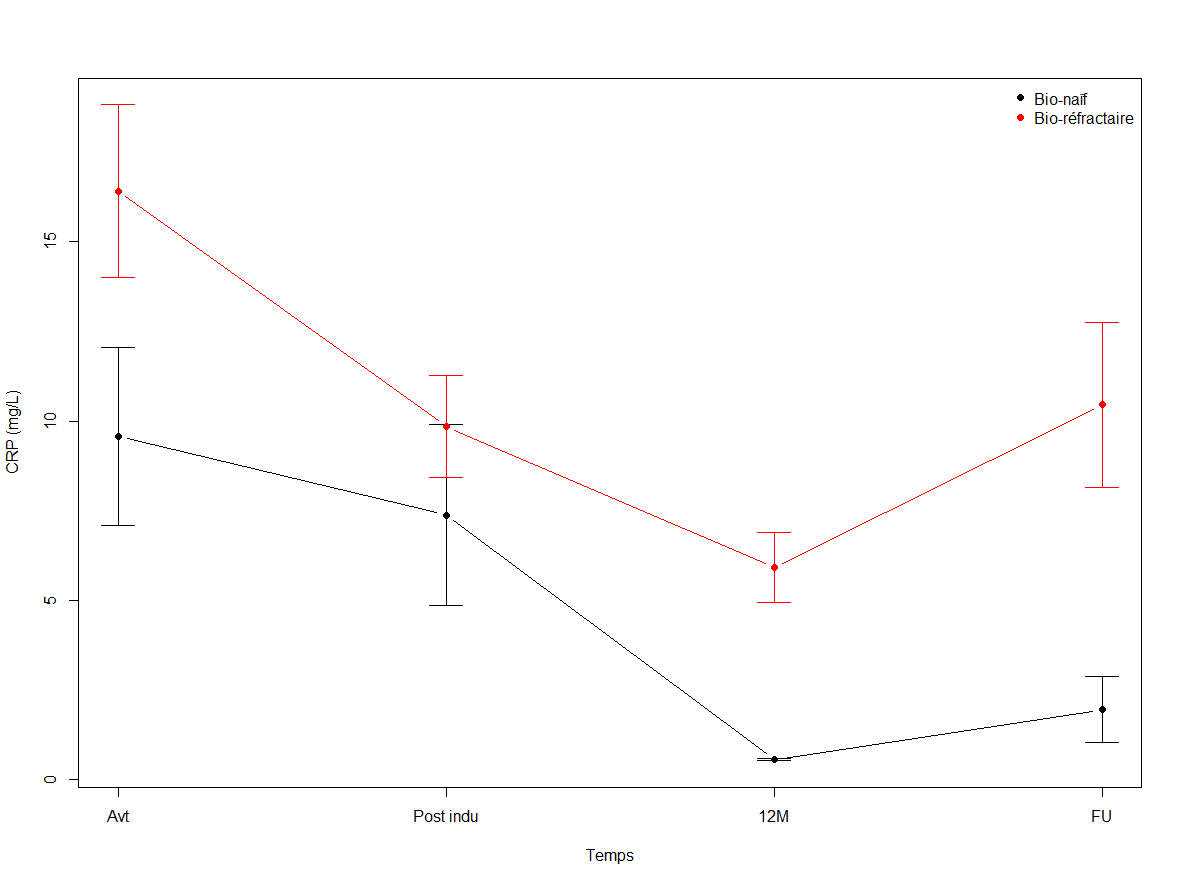 Bio-naïf
Bio-réfractaire
CRP (mg/L)
15
10
5
0
Avt
Post indu
12M
FU
Temps